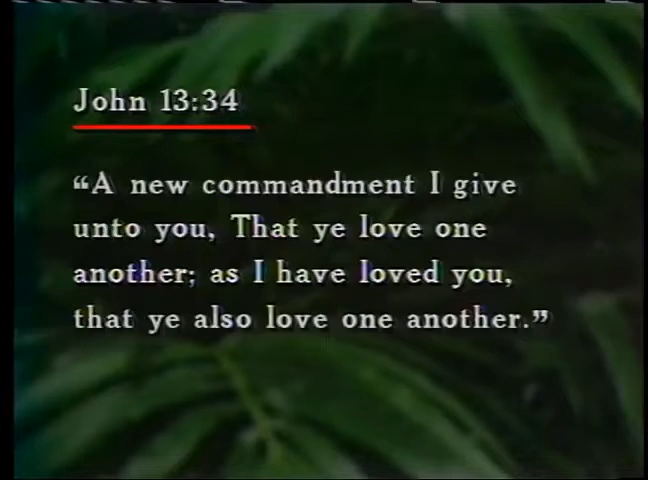 John 13:34
“A new commandment I give
unto you, That ye love one
another; as I have loved you,
that ye also love one another.”